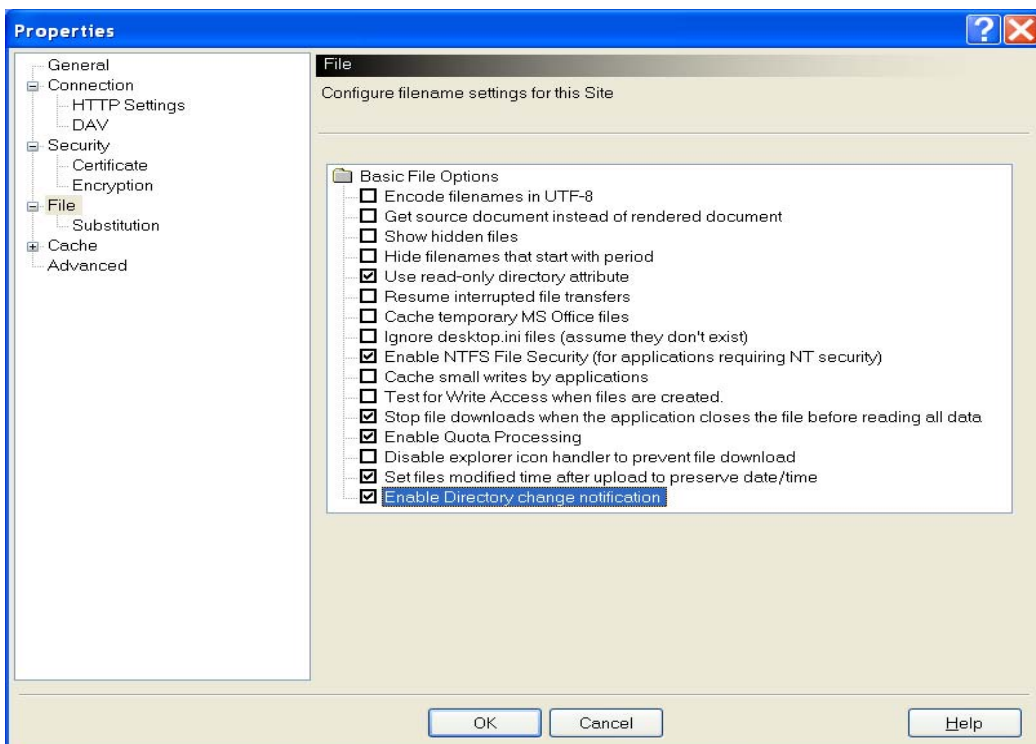 Properties
General
Connection
HTTP Settings
DAV
Security
Certificate
Encryption
File
Substitution
Cache
Advanced
File
Configure filename settings for this Site
Basic File Options
Encode filenames in UTF-8
Get source document instead of rendered document
Show hidden files
Hide filenames that start with period
Use read-only directory attribute
Resume interrupted file transfers
Cache temporary MS Office files
Ignore desktop.ini files (assume they don't exist)
Enable NTFS File Security (for applications requiring NT security)
Cache small writes by applications
Test for Write Access when files are created.
Stop file downloads when the application closes the file before reading all data
Enable Quota Processing
Disable explorer icon handler to prevent file download
Set files modified time after upload to preserve date/time
Enable Directory change notification
OK
Cancel
Help